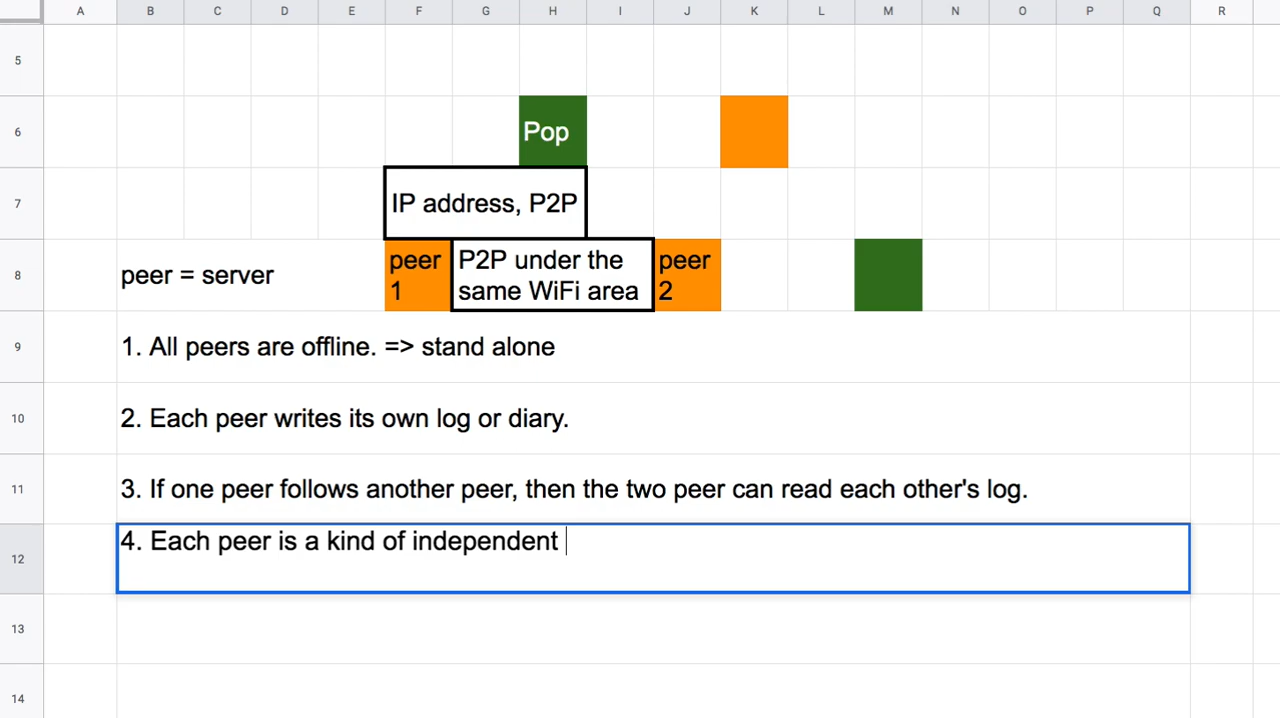 A B C D E F G H I J K L M N O P Q R
5
6
Pop
7
IP address, P2P
8
peer = server
peer
1
P2P under the
same WiFi area
peer
2
9
1. All peers are offline. => stand alone
10
2. Each peer writes its own log or diary.
11
3. If one peer follows another peer, then the two peer can read each other's log.
12
4. Each peer is a kind of independent
13
14